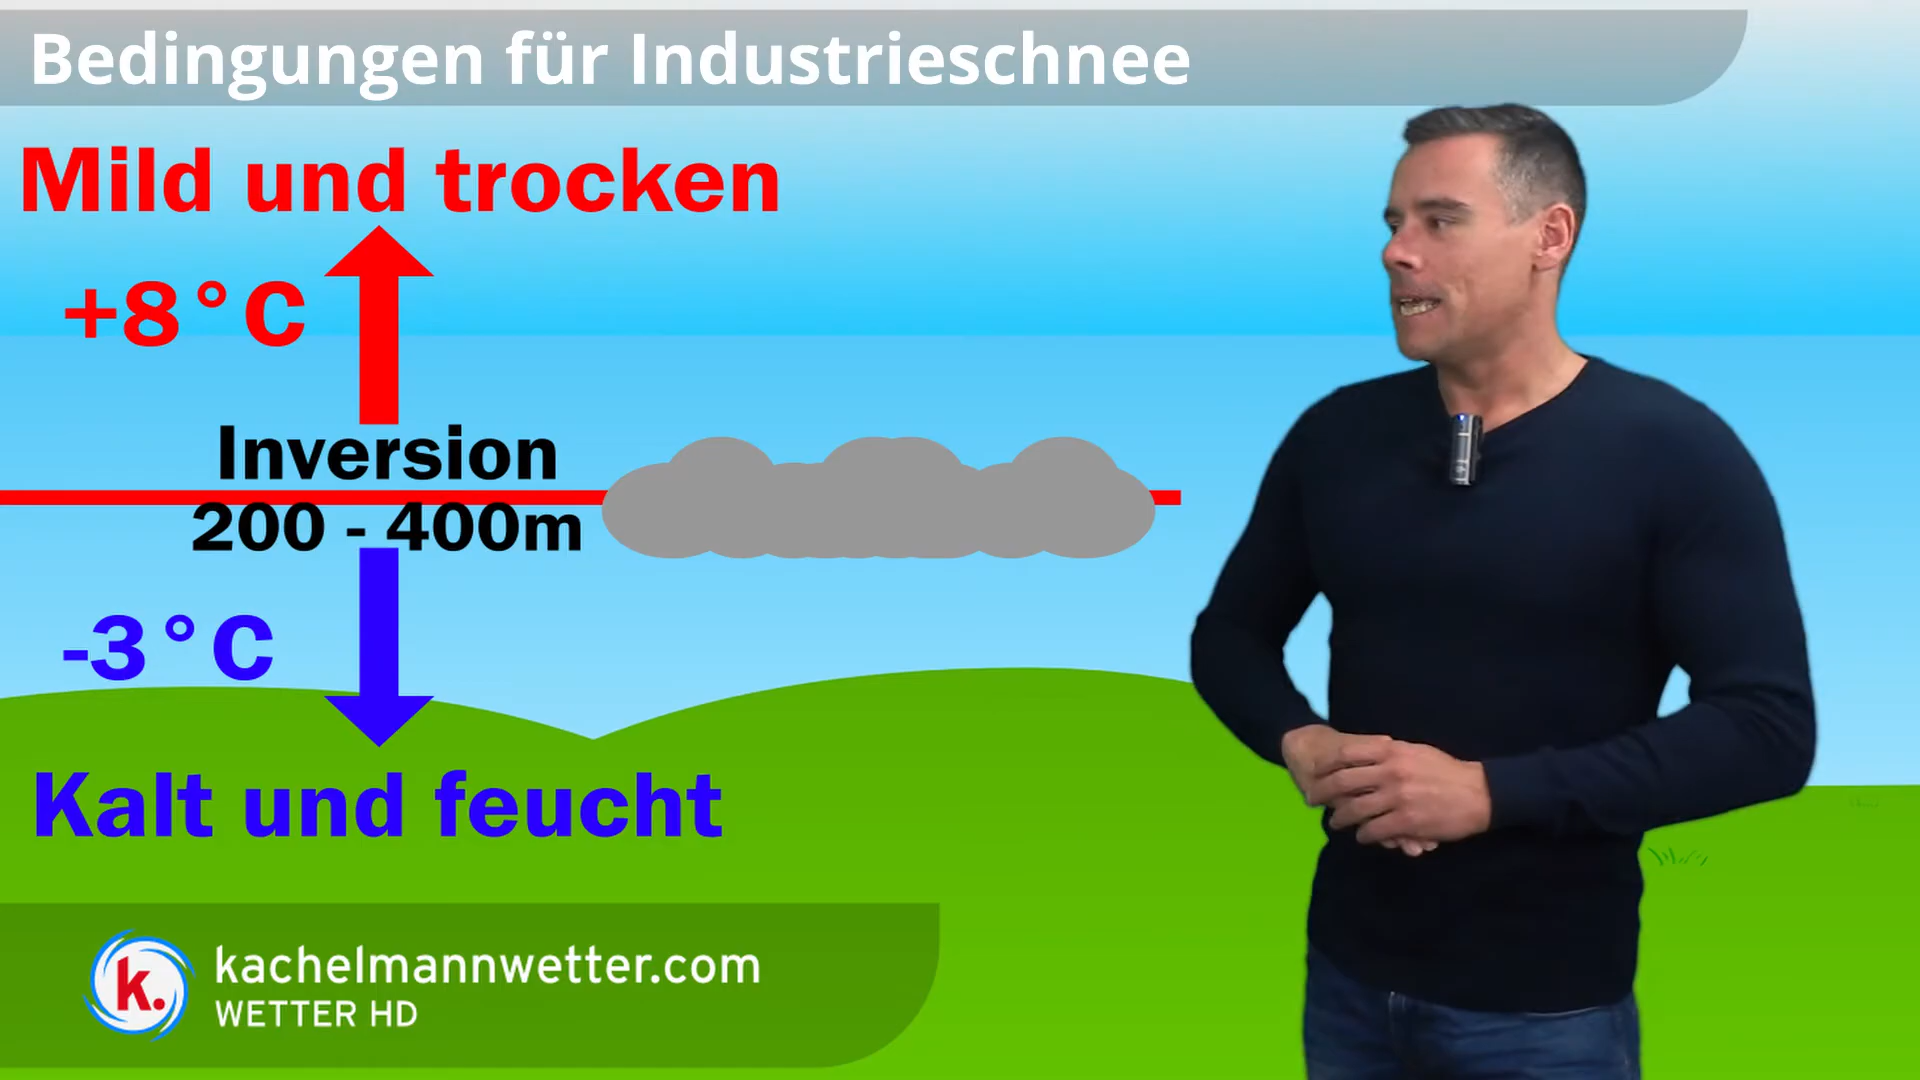 Bedingungen für Industrieschnee
Mild und trocken
+8°C
Inversion
200 - 400m
-3°C
Kalt und feucht
k.
kachelmannwetter.com
WETTER HD